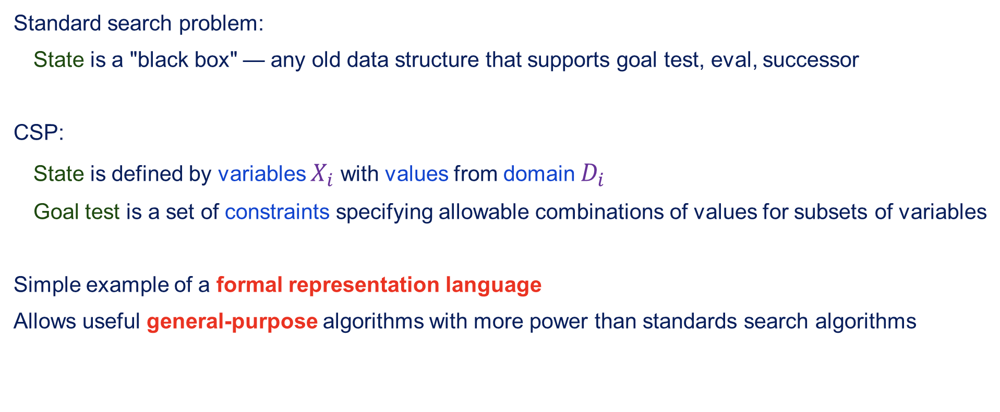 Standard search problem:
State is a "black box" — any old data structure that supports goal test, eval, successor
CSP:
State is defined by variables Xᵢ with values from domain Dᵢ
Goal test is a set of constraints specifying allowable combinations of values for subsets of variables
Simple example of a formal representation language
Allows useful general-purpose algorithms with more power than standards search algorithms